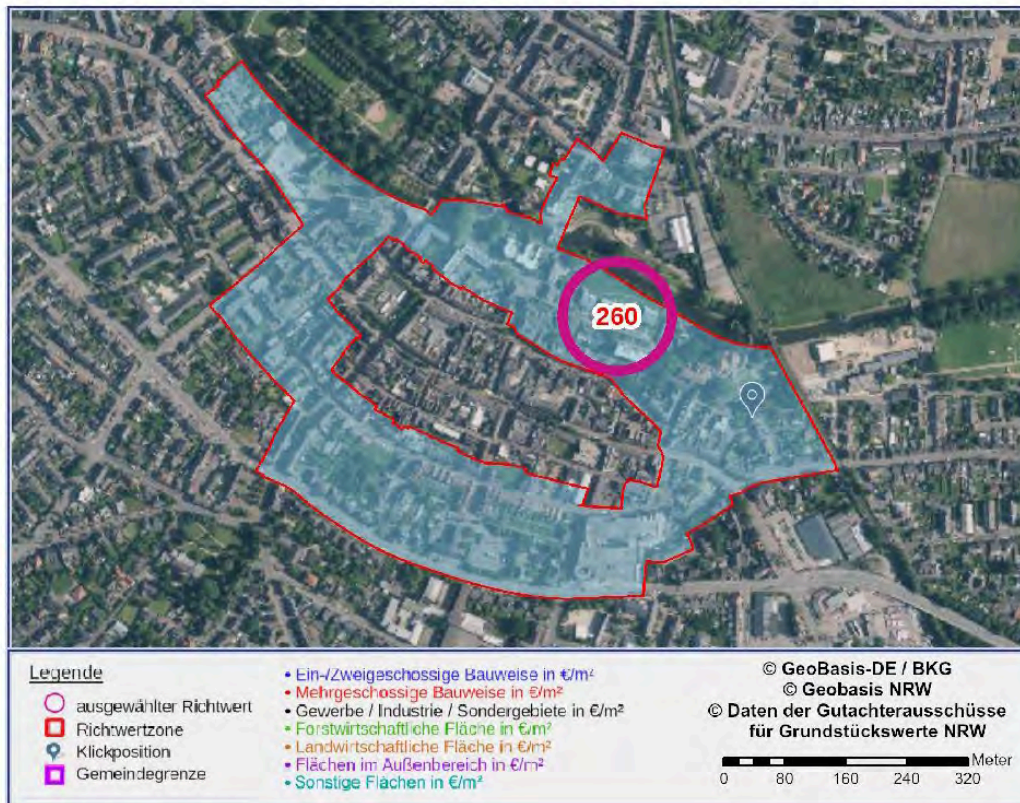 260
Legende
ausgewählter Richtwert
Richtwertzone
Klickposition
Gemeindegrenze
• Ein-/Zweigeschossige Bauweise in €/m²
• Mehrgeschossige Bauweise in €/m²
• Gewerbe / Industrie / Sondergebiete in €/m²
• Forstwirtschaftliche Fläche in €/m²
• Landwirtschaftliche Fläche in €/m²
• Flächen im Außenbereich in €/m²
• Sonstige Flächen in €/m²
© GeoBasis-DE / BKG
© Geobasis NRW
© Daten der Gutachterausschüsse
für Grundstückswerte NRW
Meter
0 80 160 240 320